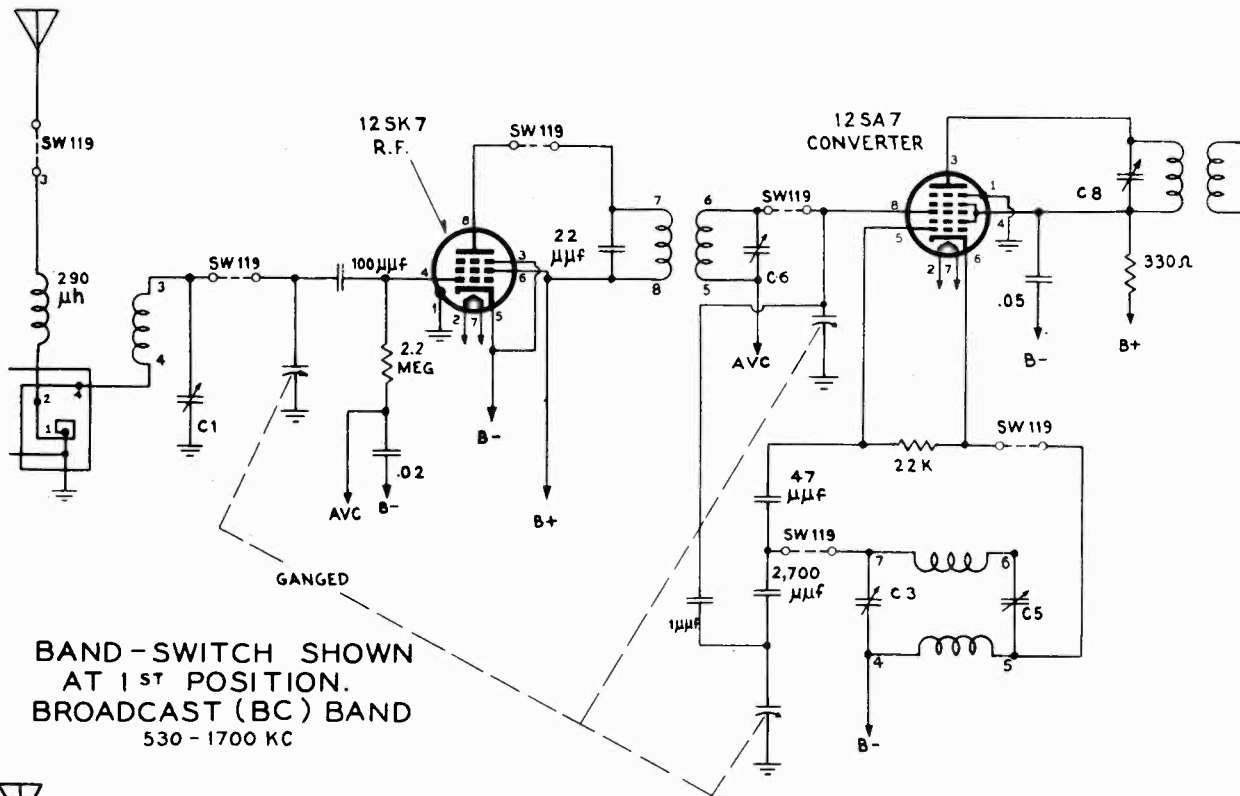 SW119
3
290
μh
2
4
1
3
4
C1
SW119
100μμf
12SK7
R.F.
8
4
3
6
1
2
7
5
2.2
MEG
AVC
.02
B-
B-
B+
SW119
22
μμf
7
8
6
5
SW119
C6
AVC
12SA7
CONVERTER
3
1
8
4
5
2
7
6
C8
.05
B-
330Ω
B+
22K
SW119
47
μμf
SW119
2,700
μμf
1μμf
7
6
C3
C5
4
5
B-
GANGED
BAND-SWITCH SHOWN
AT 1ST POSITION.
BROADCAST (BC) BAND
530-1700 KC